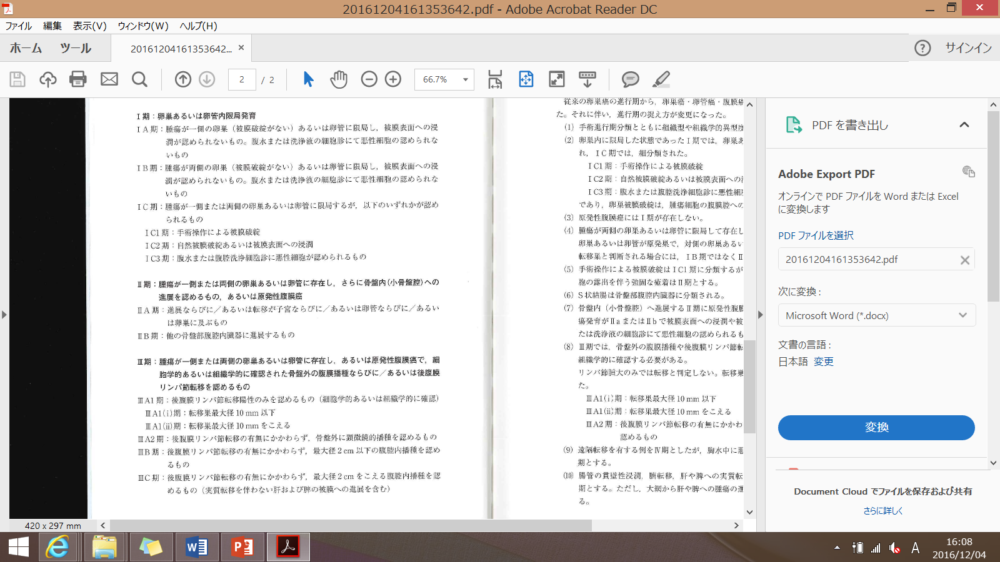 20161204161353642.pdf - Adobe Acrobat Reader DC
ファイル 編集 表示(V) ウィンドウ(W) ヘルプ(H)
ホーム ツール 20161204161353642... × サインイン
2 / 2 66.7%
Ⅰ期：卵巣あるいは卵管内限局発育
ⅠA期：腫瘍が一側の卵巣（被膜破綻がない）あるいは卵管に限局し，被膜表面への浸
潤が認められないもの。腹水または洗浄液の細胞診にて悪性細胞の認められな
いもの
ⅠB期：腫瘍が両側の卵巣（被膜破綻がない）あるいは卵管に限局し，被膜表面への浸
潤が認められないもの。腹水または洗浄液の細胞診にて悪性細胞の認められな
いもの
ⅠC期：腫瘍が一側または両側の卵巣あるいは卵管に限局するが，以下のいずれかが認め
られるもの
ⅠC1期：手術操作による被膜破綻
ⅠC2期：自然被膜破綻あるいは被膜表面への浸潤
ⅠC3期：腹水または腹腔洗浄細胞診に悪性細胞が認められるもの
Ⅱ期：腫瘍が一側または両側の卵巣あるいは卵管に存在し，さらに骨盤内（小骨盤腔）への
進展を認めるもの，あるいは原発性腹膜癌
ⅡA期：進展ならびに／あるいは転移が子宮ならびに／あるいは卵管ならびに／あるい
は卵巣に及ぶもの
ⅡB期：他の骨盤部腹腔内臓器に進展するもの
Ⅲ期：腫瘍が一側または両側の卵巣あるいは卵管に存在し，あるいは原発性腹膜癌で，細
胞学的あるいは組織学的に確認された骨盤外の腹膜播種ならびに／あるいは後腹膜
リンパ節転移を認めるもの
ⅢA1期：後腹膜リンパ節転移陽性のみを認めるもの（細胞学的あるいは組織学的に確認）
ⅢA1(ⅰ)期：転移巣最大径10 mm以下
ⅢA1(ⅱ)期：転移巣最大径10 mmをこえる
ⅢA2期：後腹膜リンパ節転移の有無にかかわらず，骨盤外に顕微鏡的播種を認めるもの
ⅢB期：後腹膜リンパ節転移の有無にかかわらず，最大径2 cm以下の腹腔内播種を認め
るもの
ⅢC期：後腹膜リンパ節転移の有無にかかわらず，最大径2 cmをこえる腹腔内播種を認
めるもの（実質転移を伴わない肝および脾の被膜への進展を含む）
従来の卵巣癌の進行期から，卵巣癌・卵管癌・腹膜癌
た。それに伴い，進行期の捉え方が変更になった。
(1) 手術進行期分類とともに組織型や組織学的異型度
(2) 卵巣内に限局した状態であったⅠ期では，卵巣あ
れ，ⅠC期では，細分類された。
ⅠC1期：手術操作による被膜破綻
ⅠC2期：自然被膜破綻あるいは被膜表面への
ⅠC3期：腹水または腹腔洗浄細胞診に悪性細
であり，卵巣被膜破綻は，腫瘍細胞の腹膜腔への
(3) 原発性腹膜癌にはⅠ期が存在しない。
(4) 腫瘍が両側の卵巣あるいは卵管に限局して存在し
卵巣あるいは卵管が原発巣で，対側の卵巣あるい
転移巣と判断される場合には，ⅠB期ではなくⅡ
(5) 手術操作による被膜破綻はⅠC1期に分類するが
胞の露出を伴う強固な癒着はⅡ期とする。
(6) S状結腸は骨盤部腹腔内臓器に分類される。
(7) 骨盤内（小骨盤腔）へ進展するⅡ期に原発性腹膜
瘍発育がⅡaまたはⅡbで被膜表面への浸潤や被
たは洗浄液の細胞診にて悪性細胞の認められるも
(8) Ⅲ期では，骨盤外の腹膜播種や後腹膜リンパ節転
組織学的に確認する必要がある。
リンパ節腫大のみでは転移と判定しない。転移巣
た。
ⅢA1(ⅰ)期：転移巣最大径10 mm以下
ⅢA1(ⅱ)期：転移巣最大径10 mmをこえる
ⅢA2期：後腹膜リンパ節転移の有無にかかわ
認めるもの
(9) 遠隔転移を有する例をⅣ期としたが，胸水中に悪
期とする。
(10) 腸管の貫壁性浸潤，臍転移，肝や脾への実質転
期とする。ただし，大網から肝や脾への腫瘍の進
る。
420 x 297 mm
PDF を書き出し
Adobe Export PDF
オンラインで PDF ファイルを Word または Excel
に変換します
PDF ファイルを選択
20161204161353642.pdf
次に変換 :
Microsoft Word (*.docx)
文書の言語 :
日本語 変更
変換
Document Cloud でファイルを保存および共有
さらに詳しく
A 16:08
2016/12/04